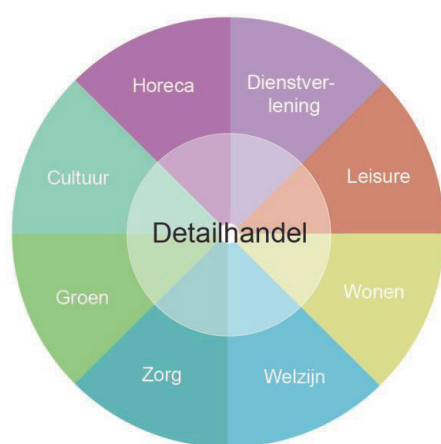 Horeca
Dienstver-
lening
Cultuur
Leisure
Detailhandel
Groen
Wonen
Zorg
Welzijn